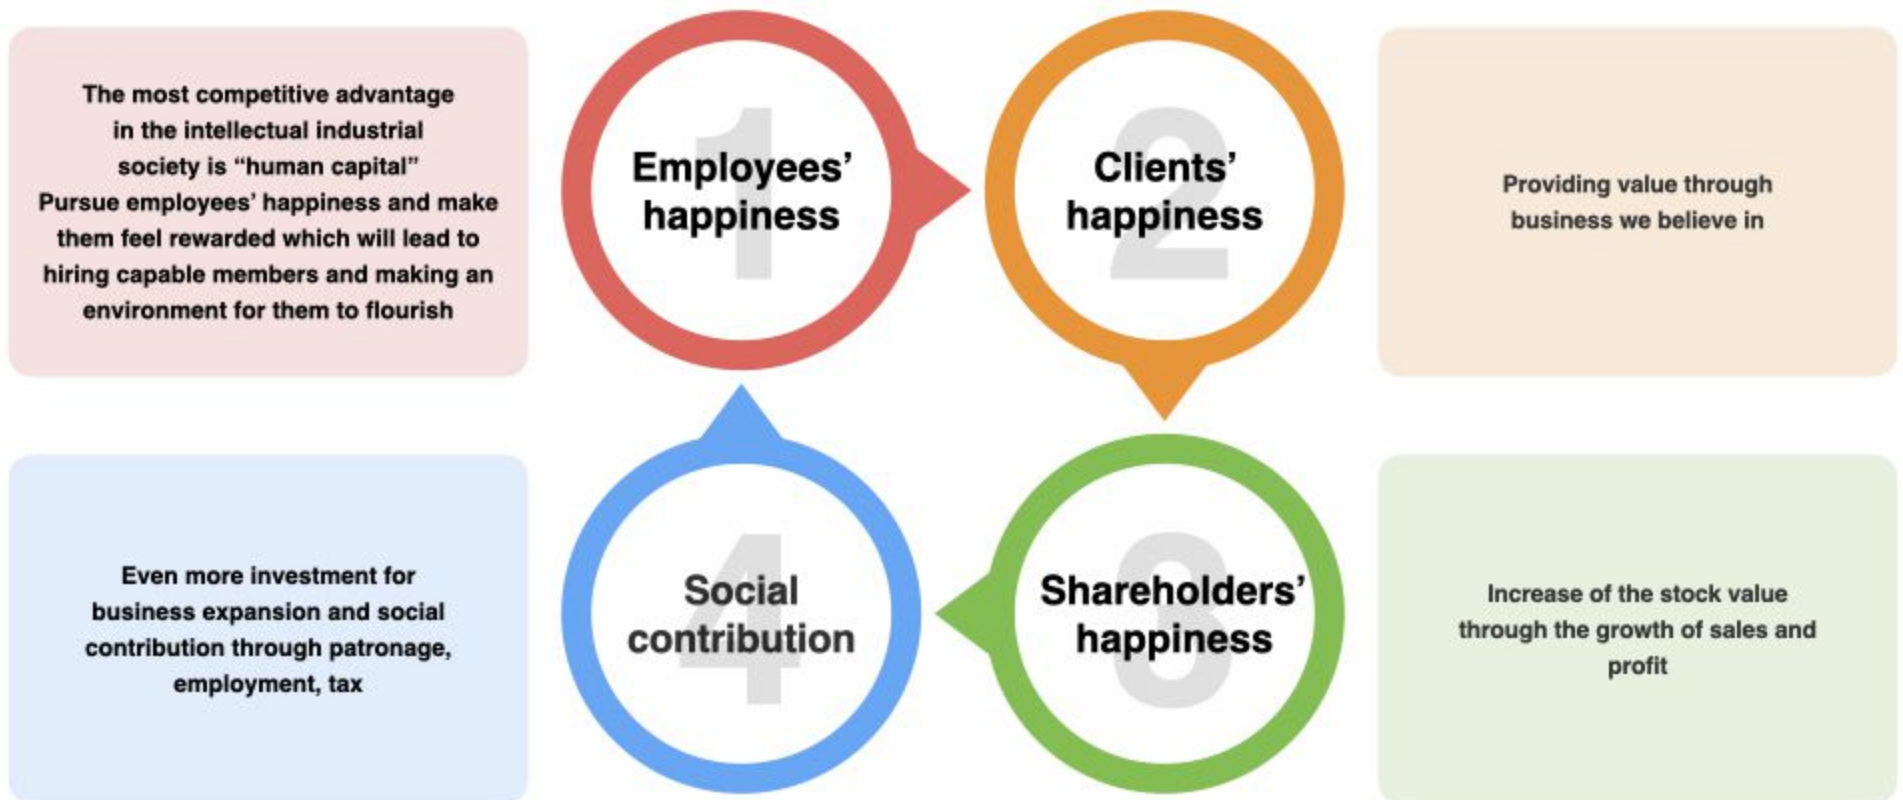 The most competitive advantage
in the intellectual industrial
society is “human capital”
Pursue employees’ happiness and make
them feel rewarded which will lead to
hiring capable members and making an
environment for them to flourish
1
Employees’
happiness
2
Clients’
happiness
Providing value through
business we believe in
Even more investment for
business expansion and social
contribution through patronage,
employment, tax
4
Social
contribution
3
Shareholders’
happiness
Increase of the stock value
through the growth of sales and
profit